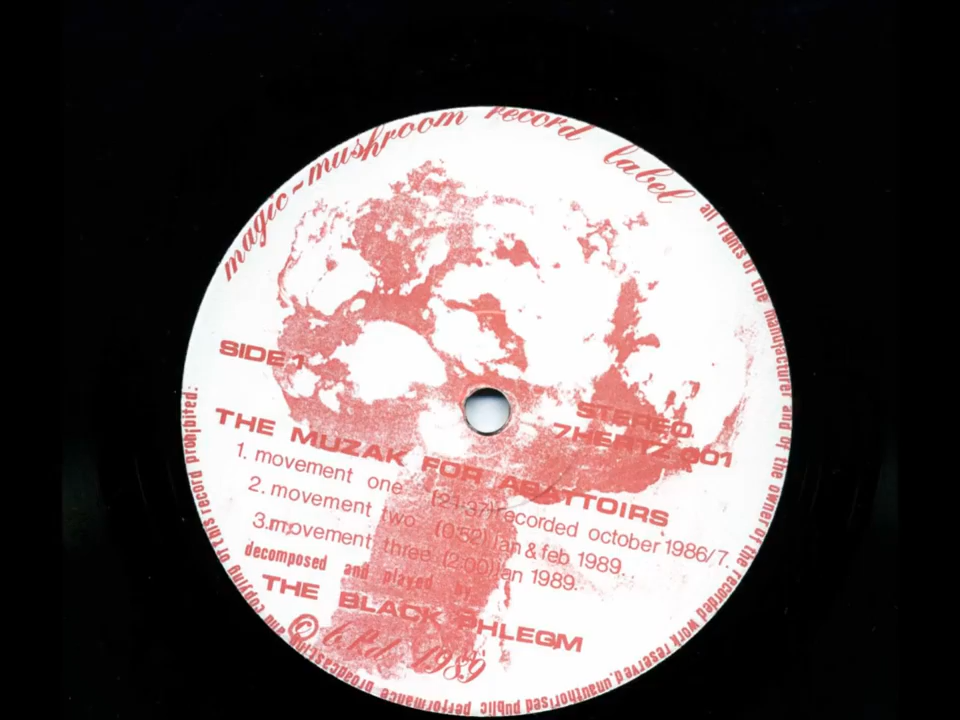 magic-mushroom record label
all rights of the manufacturer and of the owner of the recorded work reserved. unauthorised public performance broadcasting and copying of this record prohibited:
SIDE 1
STEREO
7HERTZ 001
THE MUZAK FOR ABATTOIRS
1. movement one (21:37) recorded october 1986/7.
2. movement two (0:52) jan & feb 1989.
3. movement three (2:00) jan 1989.
decomposed and played by
THE BLACK PHLEGM
© 1989